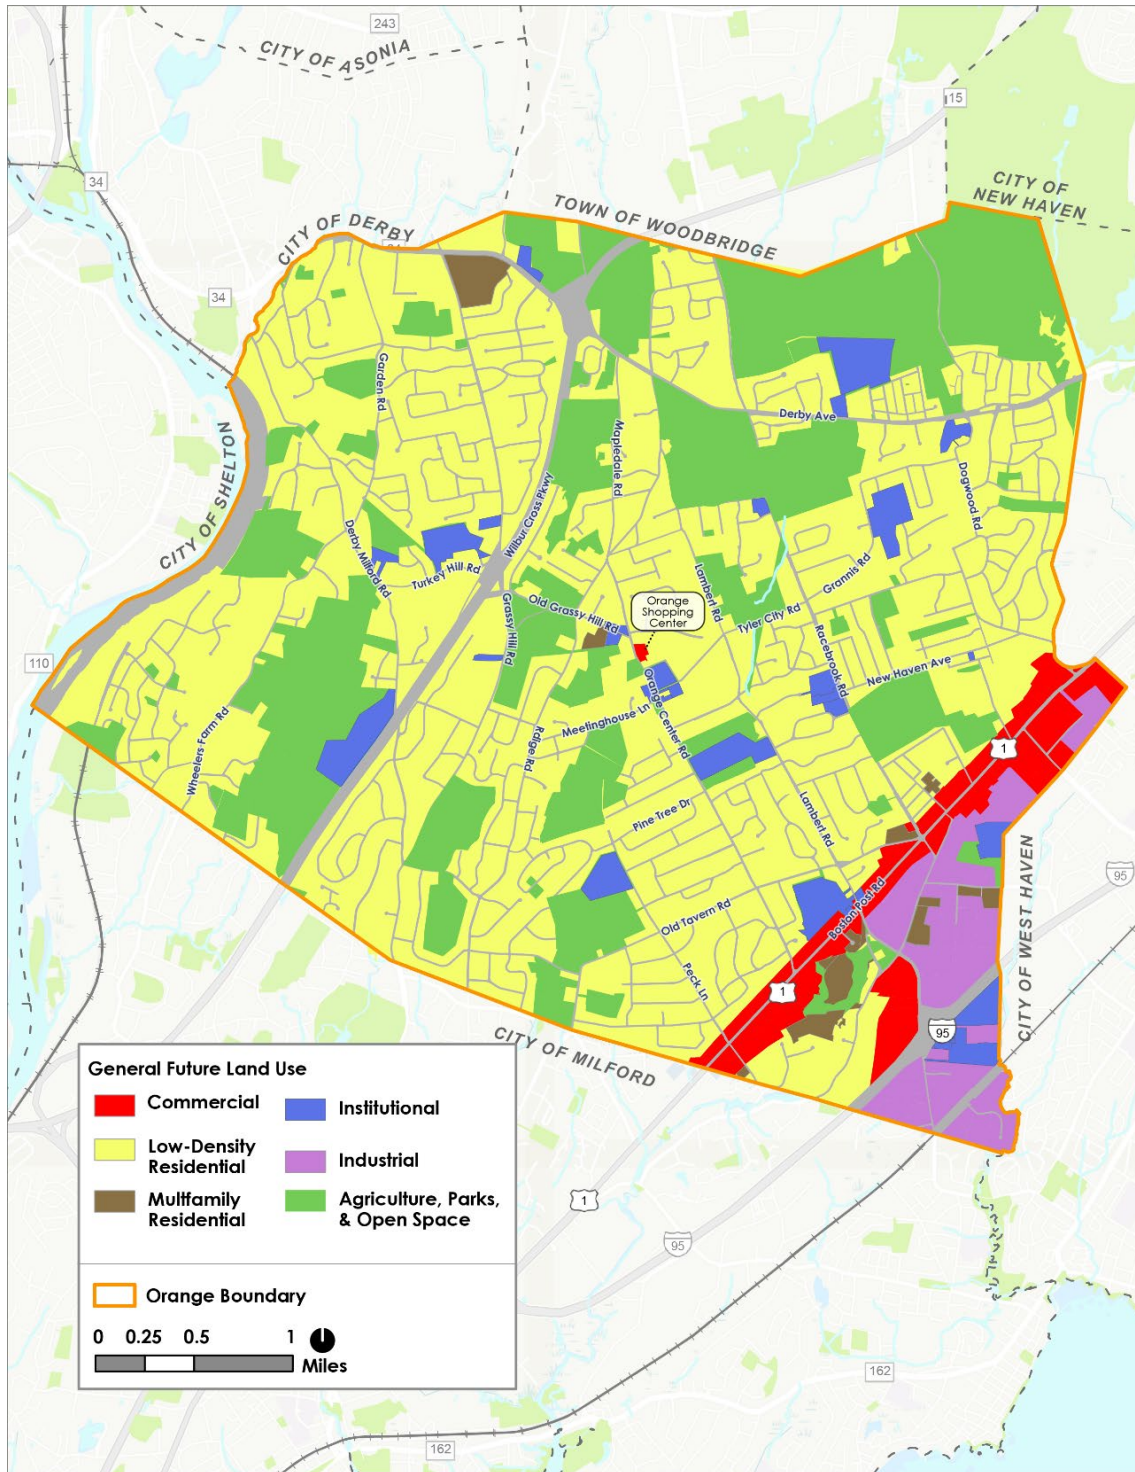 243
CITY OF ASONIA
15
34
CITY OF
NEW HAVEN
TOWN OF WOODBRIDGE
CITY OF DERBY
34
Garden Rd
Derby Ave
Mapledale Rd
CITY OF SHELTON
Wilbur Cross Pkwy
Dogwood Rd
Derby Milford Rd
Turkey Hill Rd
Grannis Rd
Lambert Rd
Grassy Hill Rd
Old Grassy Hill Rd
Orange
Shopping
Center
Tyler City Rd
Racebrook Rd
110
New Haven Ave
Orange Center Rd
Meetinghouse Ln
Rdige Rd
Wheelers Farm Rd
1
Pine Tree Dr
Lambert Rd
CITY OF WEST HAVEN
95
Boston Post Rd
Old Tavern Rd
Peck Ln
1
95
CITY OF MILFORD
General Future Land Use
Commercial
Institutional
Low-Density
Residential
Industrial
Multfamily
Residential
Agriculture, Parks,
& Open Space
1
95
Orange Boundary
0 0.25 0.5 1
Miles
162
162